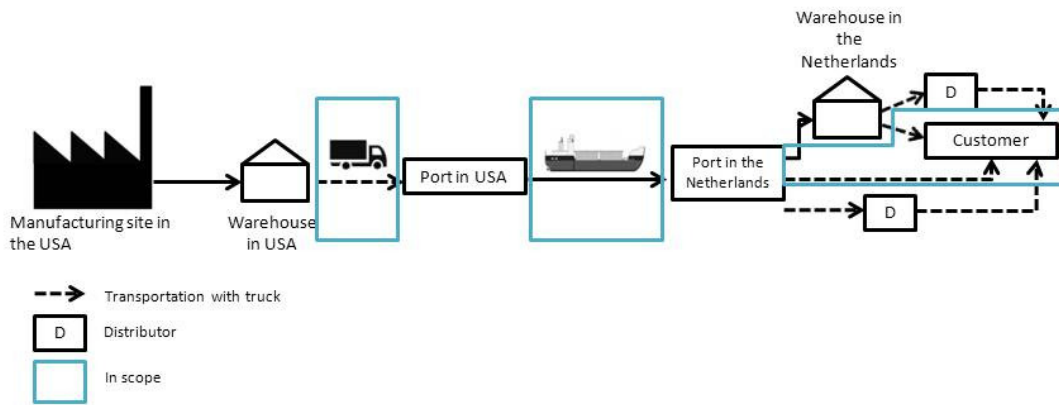 Warehouse in
the
Netherlands
D
Customer
Port in USA
Port in the
Netherlands
D
Manufacturing site in
the USA
Warehouse
in USA
Transportation with truck
D
Distributor
In scope